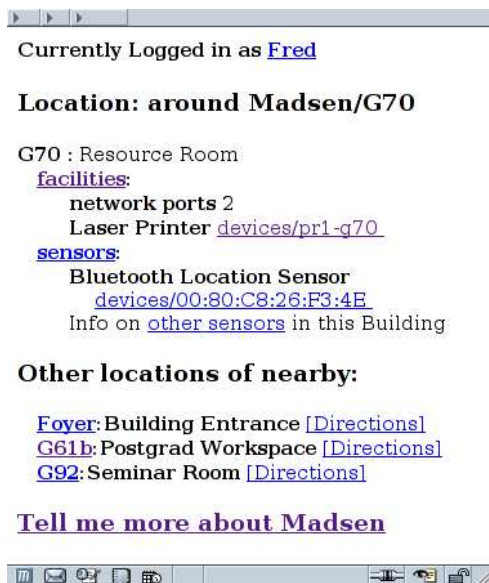 Currently Logged in as Fred
Location: around Madsen/G70
G70 : Resource Room
facilities:
network ports 2
Laser Printer devices/pr1-g70
sensors:
Bluetooth Location Sensor
devices/00:80:C8:26:F3:4E
Info on other sensors in this Building
Other locations of nearby:
Foyer: Building Entrance [Directions]
G61b: Postgrad Workspace [Directions]
G92: Seminar Room [Directions]
Tell me more about Madsen